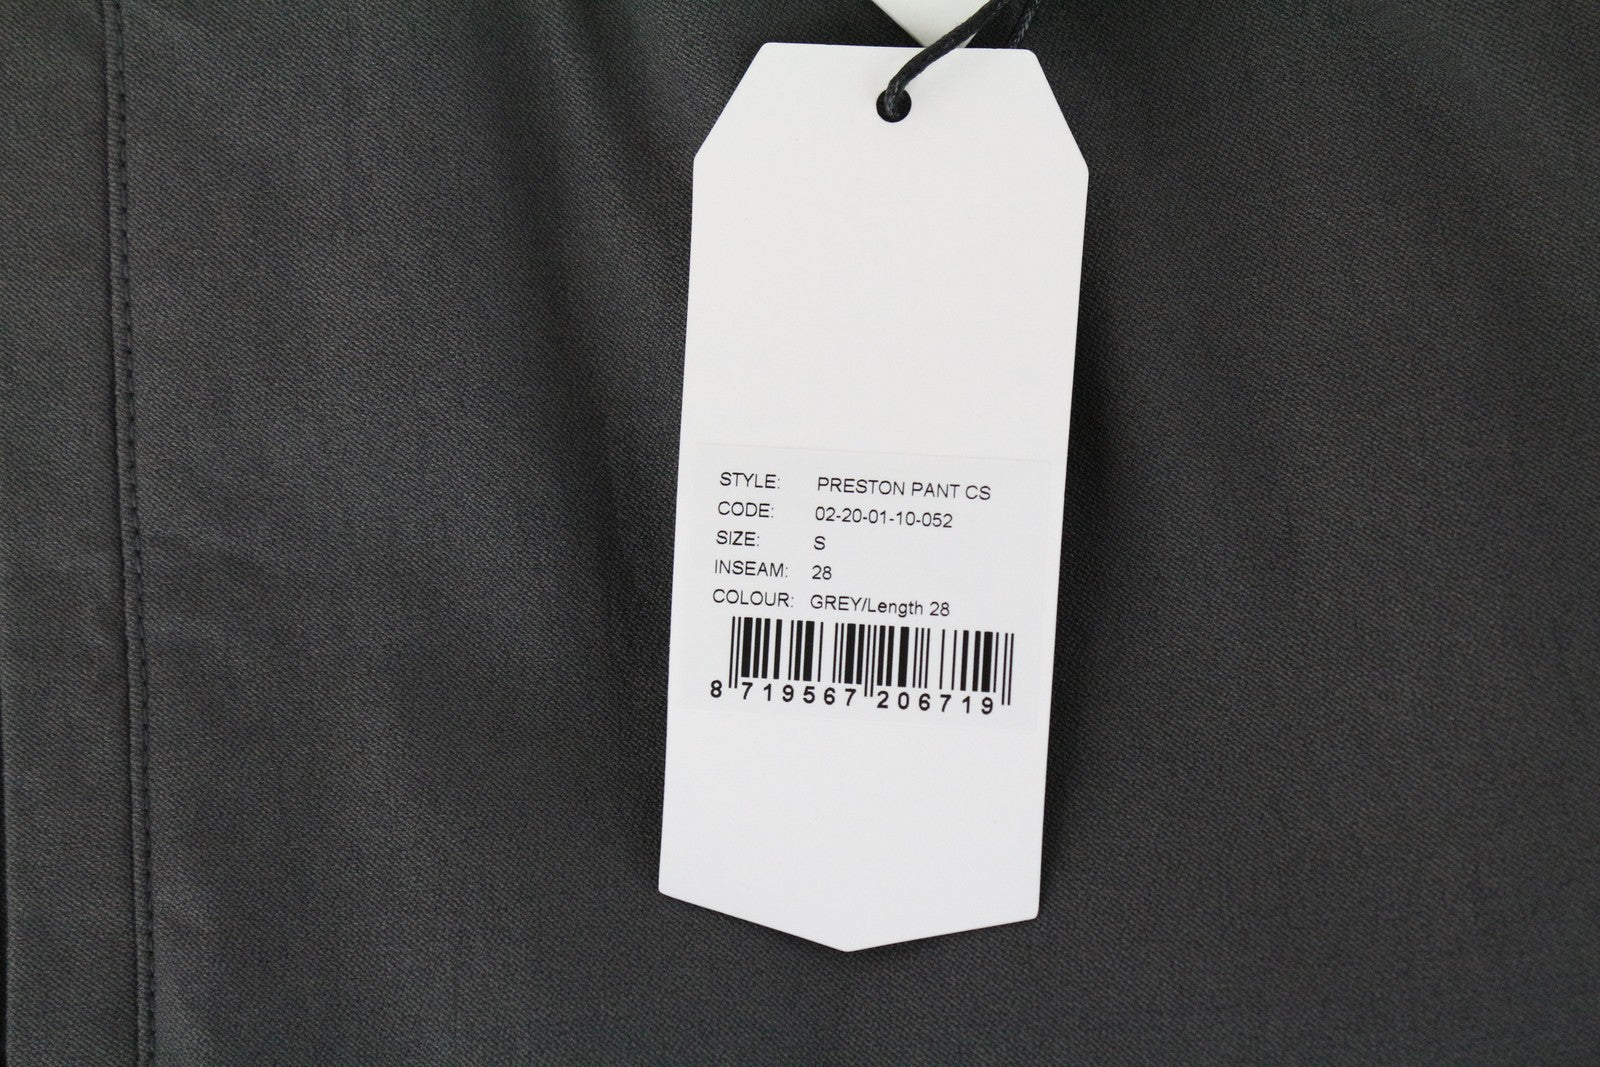 STYLE: PRESTON PANT CS
CODE: 02-20-01-10-052
SIZE: S
INSEAM: 28
COLOUR: GREY/Length 28
8 719567 206719